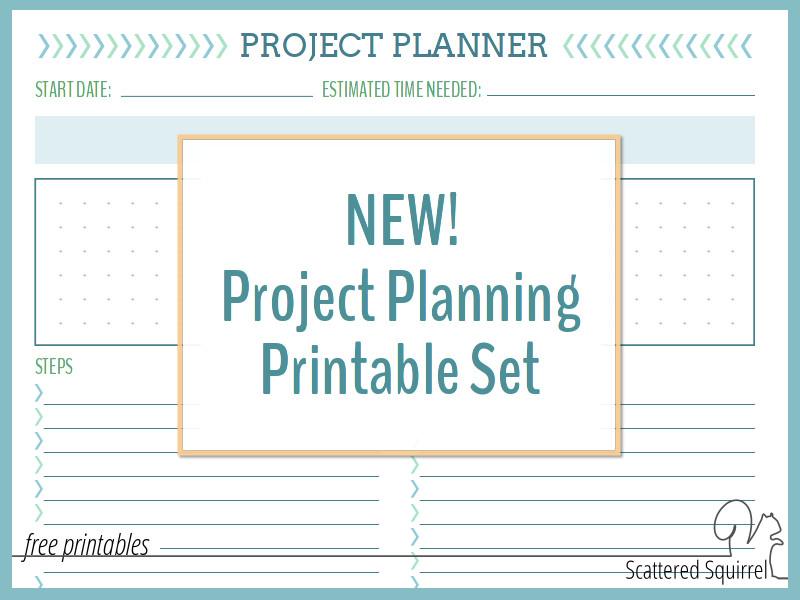 PROJECT PLANNER
START DATE: ESTIMATED TIME NEEDED:
NEW!
Project Planning
Printable Set
STEPS
free printables
Scattered Squirrel